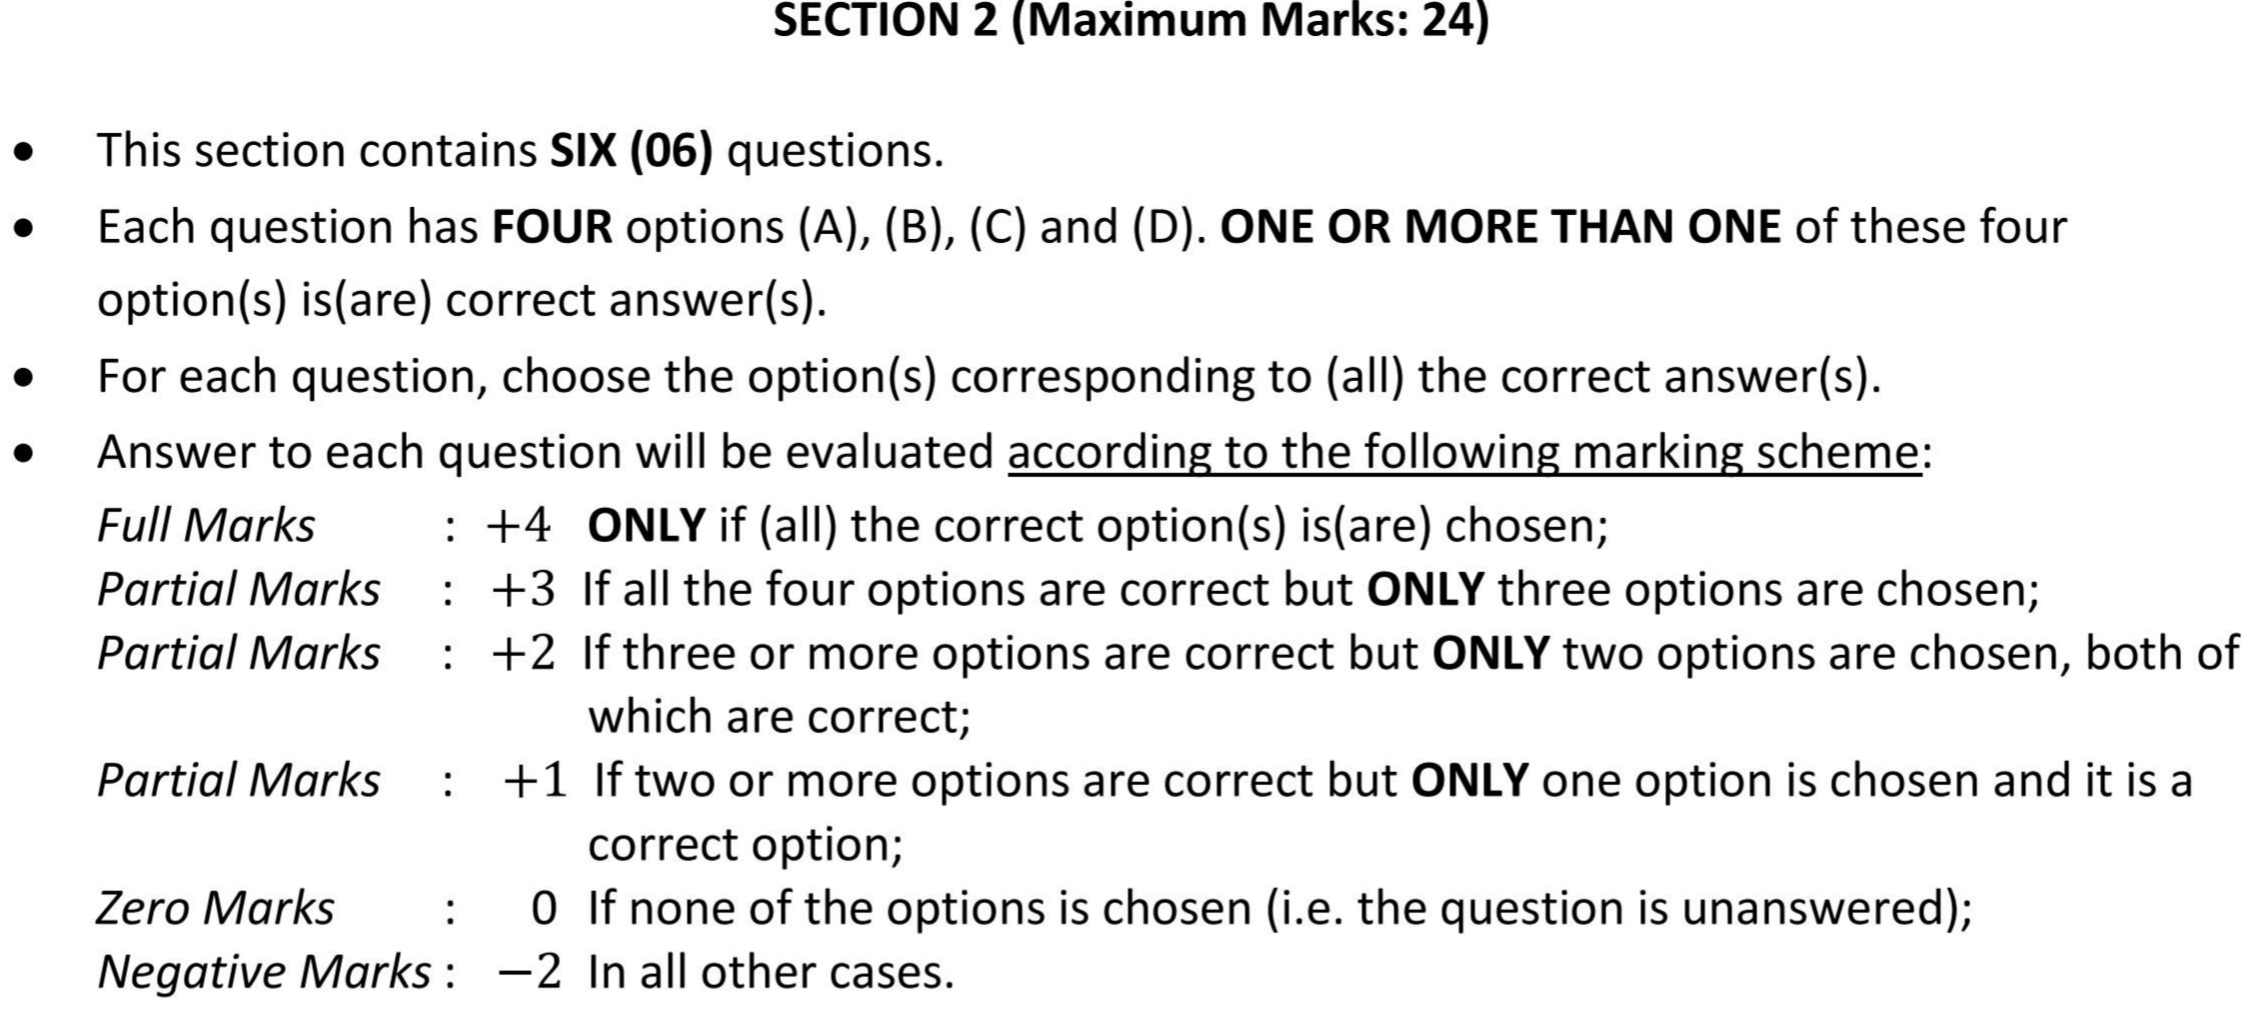 SECTION 2 (Maximum Marks: 24)
• This section contains SIX (06) questions.
• Each question has FOUR options (A), (B), (C) and (D). ONE OR MORE THAN ONE of these four
option(s) is(are) correct answer(s).
• For each question, choose the option(s) corresponding to (all) the correct answer(s).
• Answer to each question will be evaluated according to the following marking scheme:
Full Marks : +4 ONLY if (all) the correct option(s) is(are) chosen;
Partial Marks : +3 If all the four options are correct but ONLY three options are chosen;
Partial Marks : +2 If three or more options are correct but ONLY two options are chosen, both of
which are correct;
Partial Marks : +1 If two or more options are correct but ONLY one option is chosen and it is a
correct option;
Zero Marks : 0 If none of the options is chosen (i.e. the question is unanswered);
Negative Marks : −2 In all other cases.